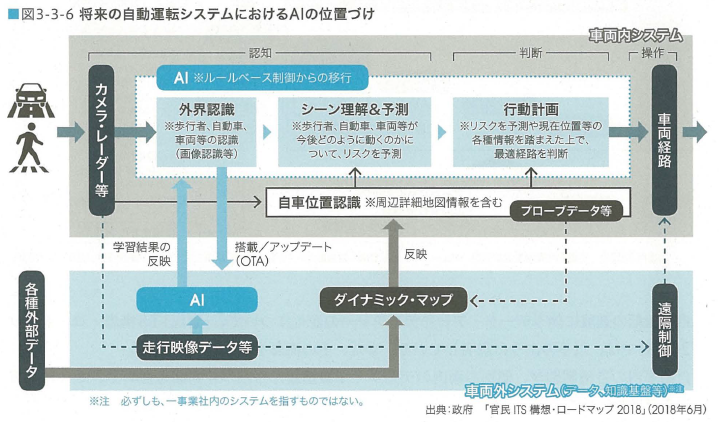 ■図3-3-6 将来の自動運転システムにおけるAIの位置づけ
車両内システム
認知
判断
操作
カメラ・レーダー等
AI ※ルールベース制御からの移行
外界認識
※歩行者、自動車、
車両等の認識
(画像認識等)
シーン理解&予測
※歩行者、自動車、車両等が
今後どのように動くのかに
ついて、リスクを予測
行動計画
※リスクを予測や現在位置等の
各種情報を踏まえた上で、
最適経路を判断
車両経路
自車位置認識 ※周辺詳細地図情報を含む
プローブデータ等
学習結果の
反映
搭載/アップデート
(OTA)
反映
各種外部データ
AI
ダイナミック・マップ
走行映像データ等
遠隔制御
車両外システム(データ、知識基盤等)※注
※注 必ずしも、一事業社内のシステムを指すものではない。
出典:政府 「官民 ITS 構想・ロードマップ 2018」(2018年6月)